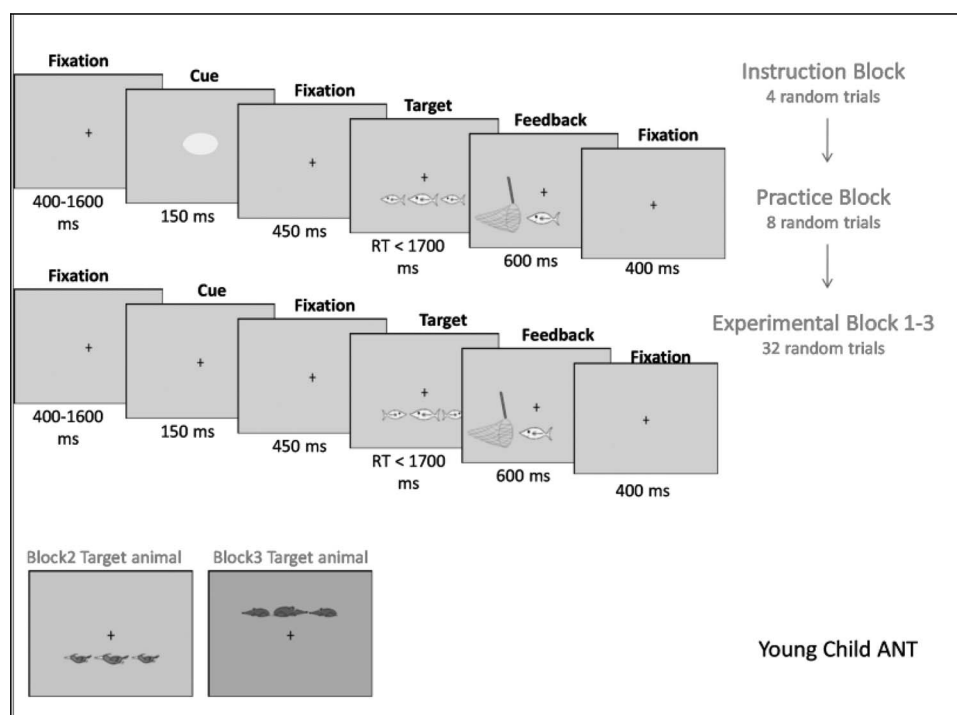 Fixation
Cue
Fixation
Target
Feedback
Fixation
400-1600
ms
150 ms
450 ms
RT < 1700
ms
600 ms
400 ms
Fixation
Cue
Fixation
Target
Feedback
Fixation
400-1600
ms
150 ms
450 ms
RT < 1700
ms
600 ms
400 ms
Instruction Block
4 random trials
Practice Block
8 random trials
Experimental Block 1-3
32 random trials
Block2 Target animal
Block3 Target animal
Young Child ANT